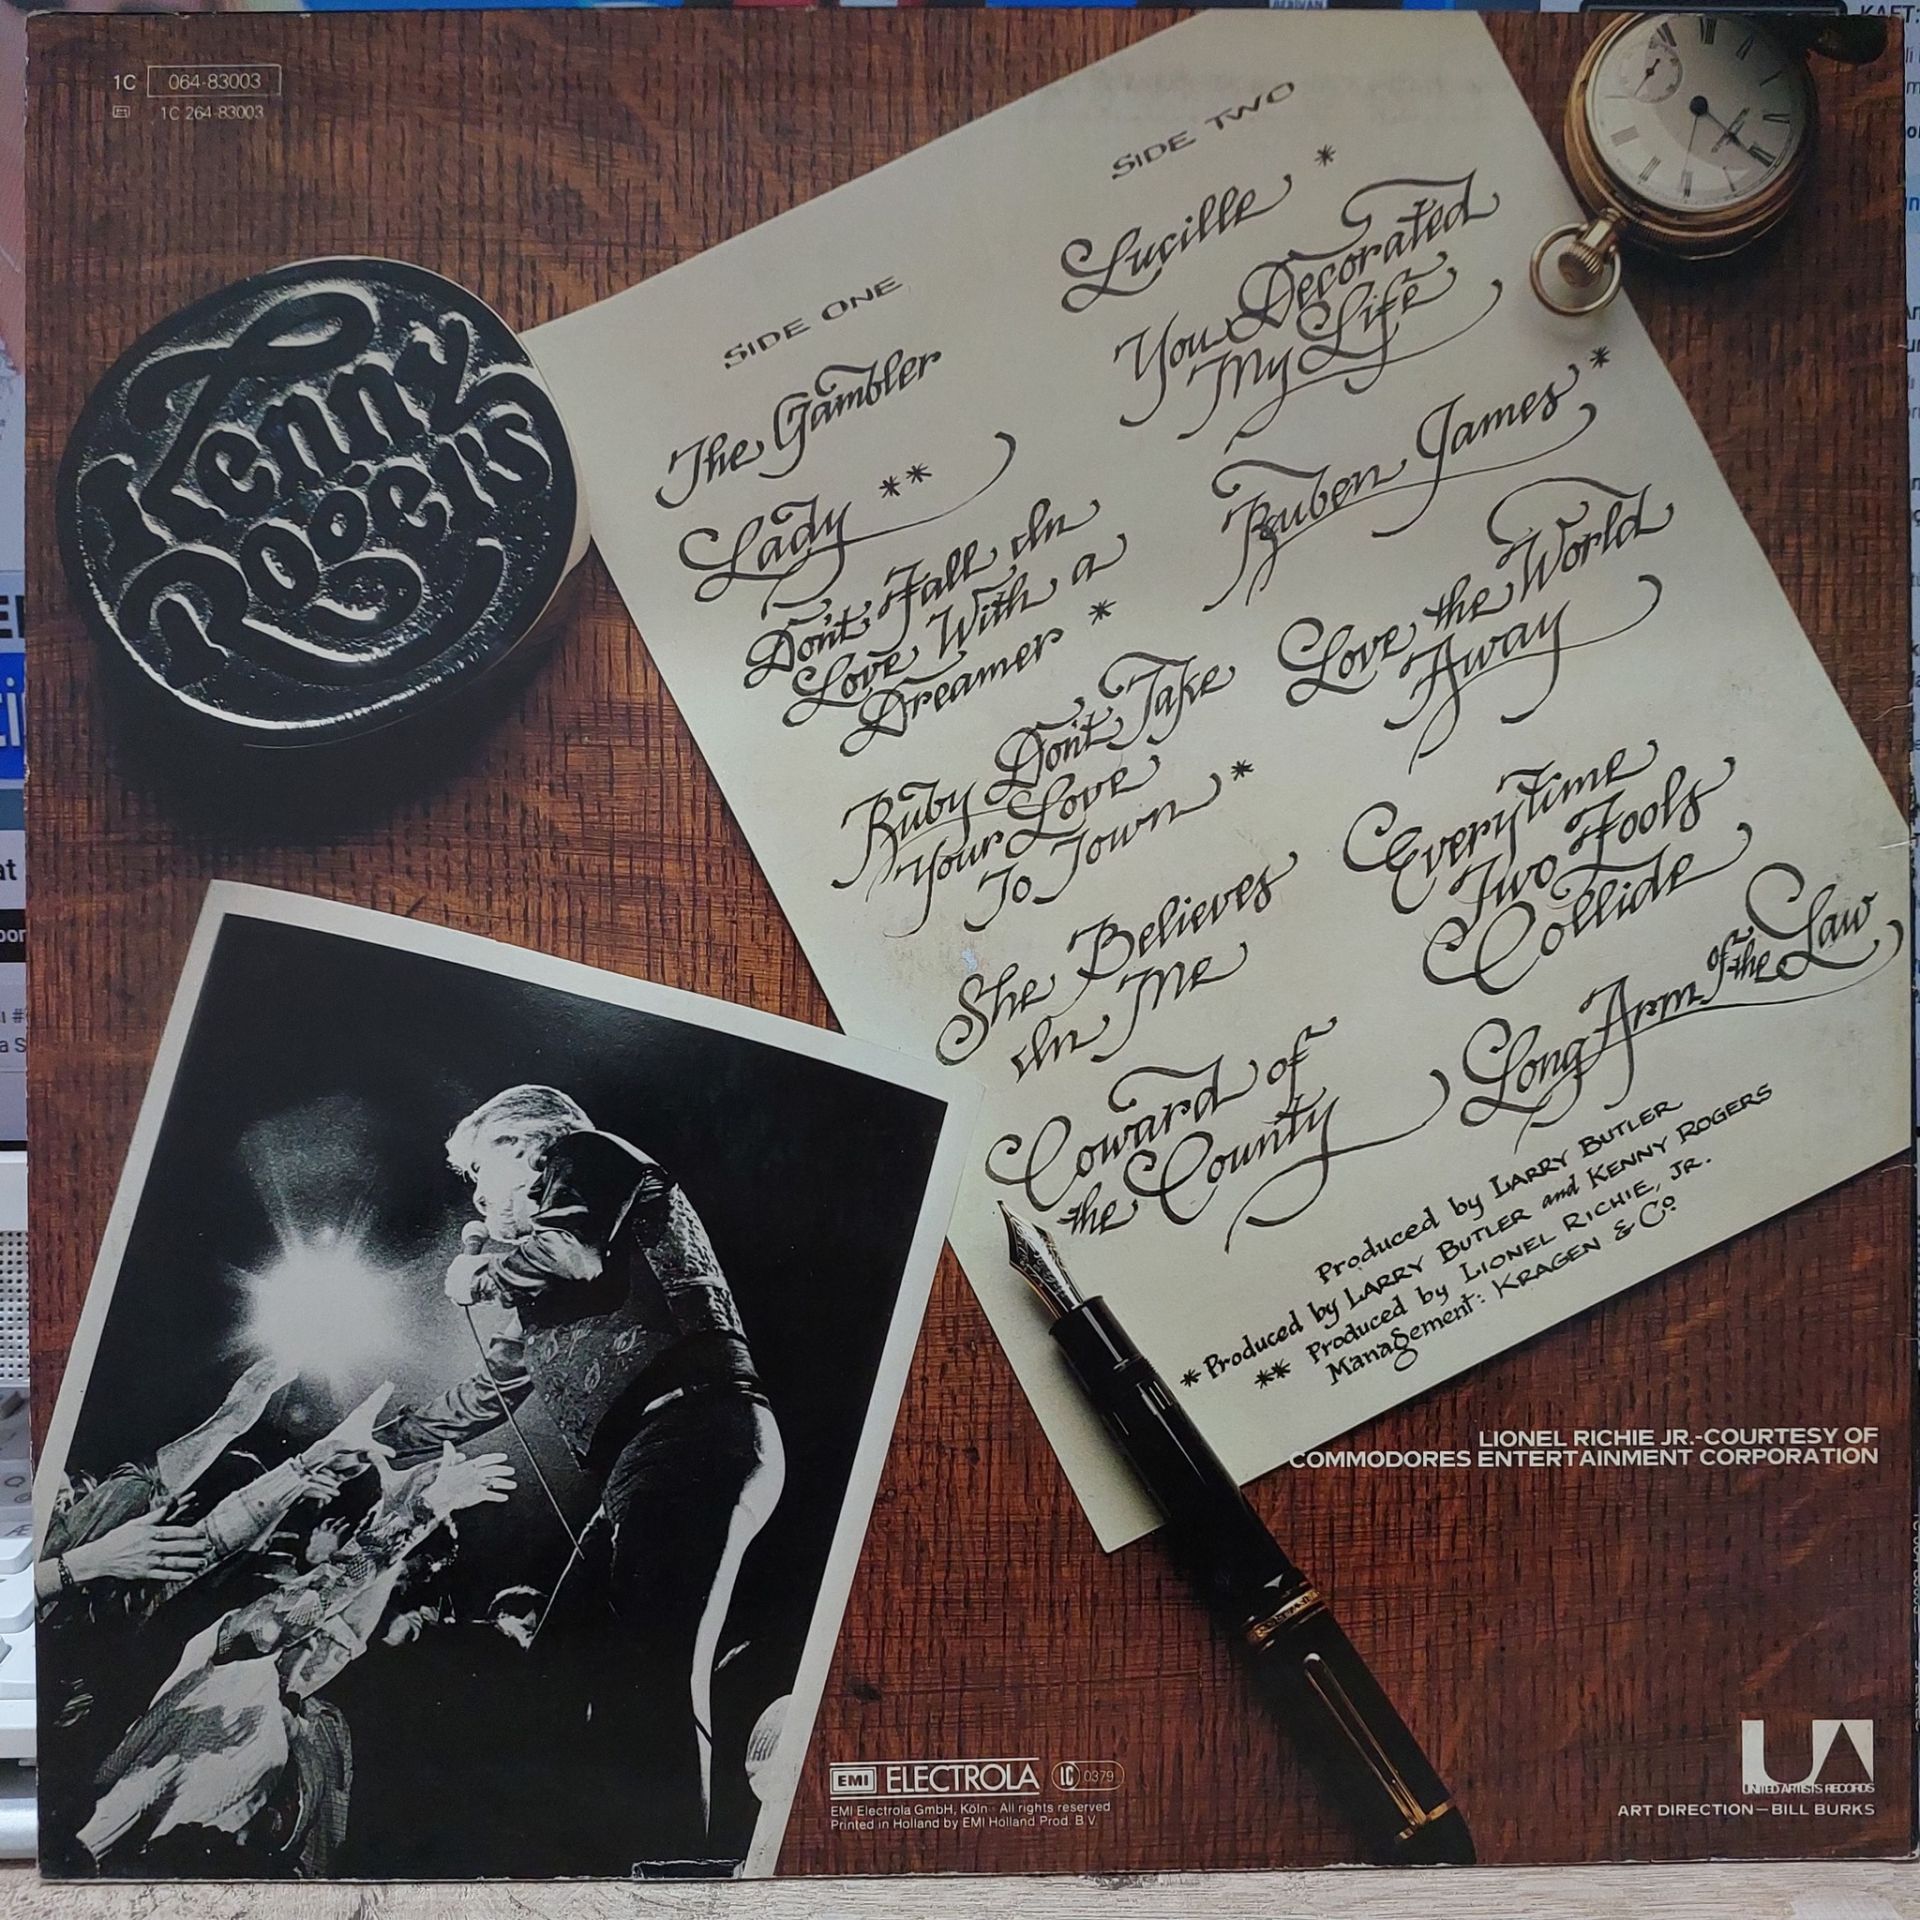 1C 064-83003
1C 264-83003
Kenny
Rogers
SIDE ONE
The Gambler
Lady **
Don't Fall In
Love With a
Dreamer *
Ruby Don't Take
Your Love
To Town *
She Believes
In Me
Coward of
the County
SIDE TWO
Lucille *
You Decorated
My Life
Ruben James *
Love the World
Away
Everytime
Two Fools
Collide
Long Arm of the Law
Produced by LARRY BUTLER
*Produced by LARRY BUTLER and KENNY ROGERS
** Produced by LIONEL RICHIE, JR.
Management: KRAGEN & Co
LIONEL RICHIE JR.-COURTESY OF
COMMODORES ENTERTAINMENT CORPORATION
EMI ELECTROLA LC 0379
EMI Electrola GmbH, Köln · All rights reserved
Printed in Holland by EMI Holland Prod. B.V.
UA
UNITED ARTISTS RECORDS
ART DIRECTION—BILL BURKS